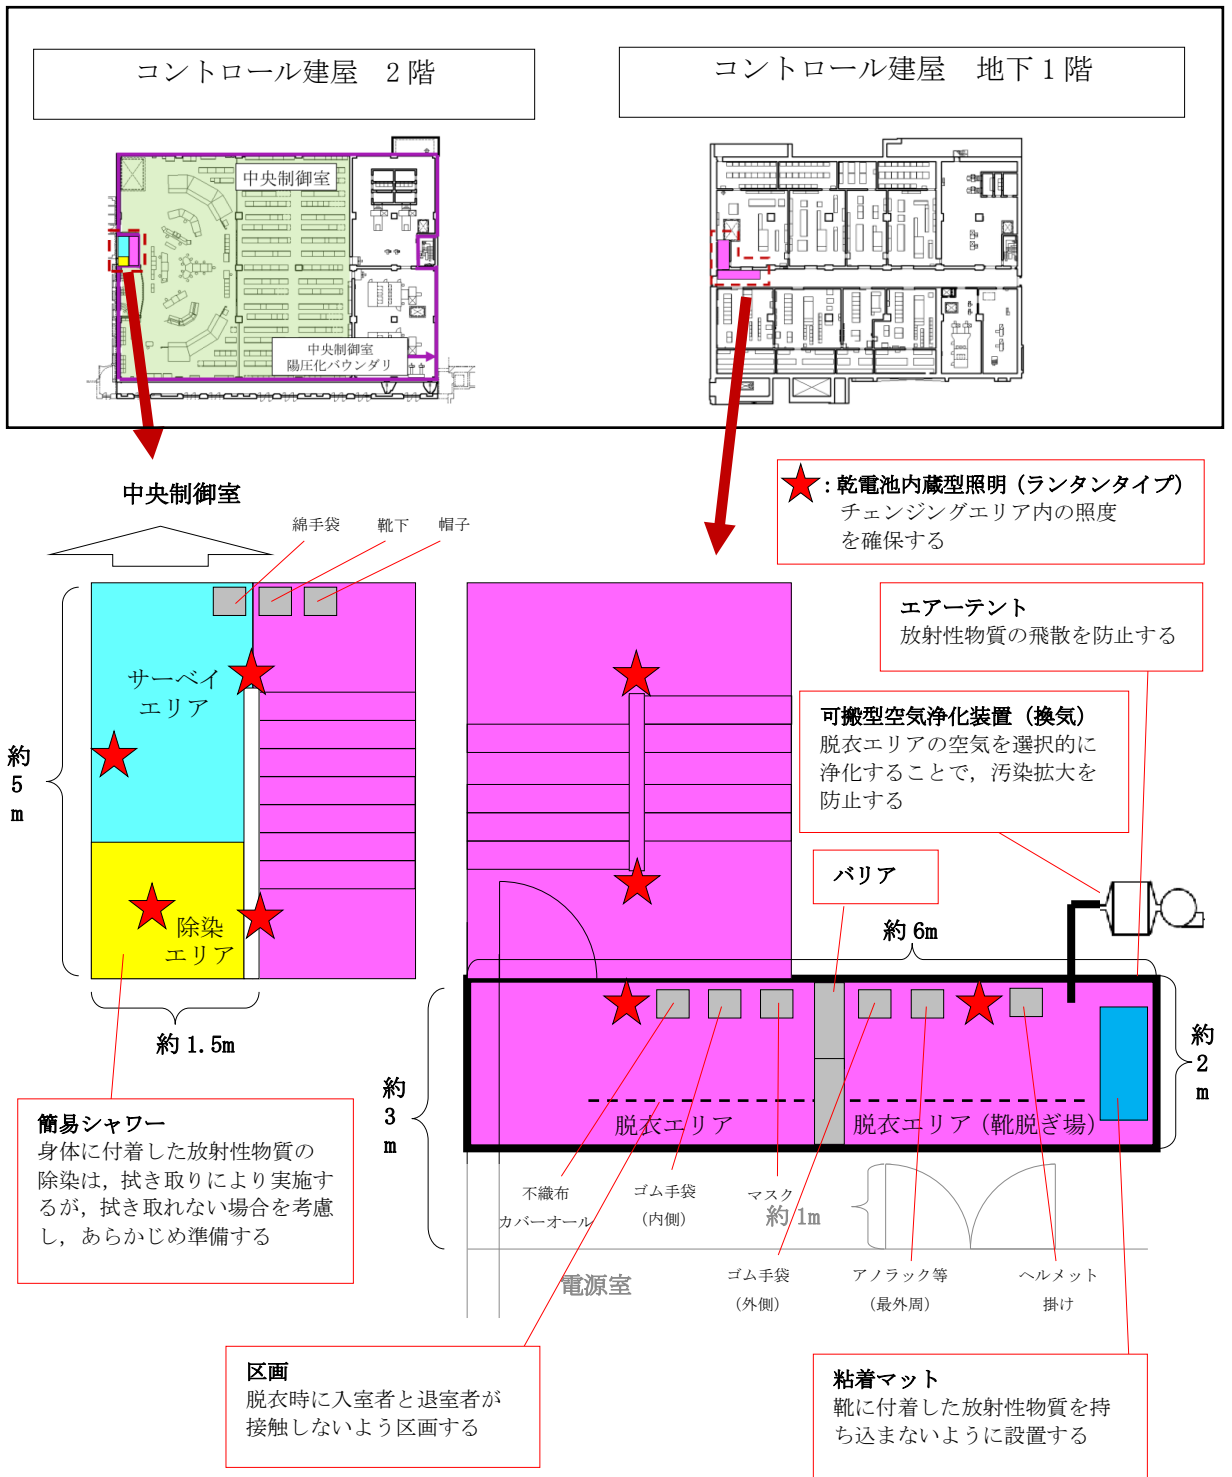 コントロール建屋　2階
コントロール建屋　地下1階
中央制御室
中央制御室
陽圧化バウンダリ
中央制御室
綿手袋
靴下
帽子
★：乾電池内蔵型照明（ランタンタイプ）
チェンジングエリア内の照度
を確保する
エアーテント
放射性物質の飛散を防止する
サーベイ
エリア
可搬型空気浄化装置（換気）
脱衣エリアの空気を選択的に
浄化することで，汚染拡大を
防止する
約
5
m
バリア
除染
エリア
約6m
約1.5m
約
3
m
約
2
m
脱衣エリア
脱衣エリア（靴脱ぎ場）
簡易シャワー
身体に付着した放射性物質の
除染は，拭き取りにより実施す
るが，拭き取れない場合を考慮
し，あらかじめ準備する
不織布
カバーオール
ゴム手袋
（内側）
マスク
約1m
電源室
ゴム手袋
（外側）
アノラック等
（最外周）
ヘルメット
掛け
区画
脱衣時に入室者と退室者が
接触しないよう区画する
粘着マット
靴に付着した放射性物質を持
ち込まないように設置する